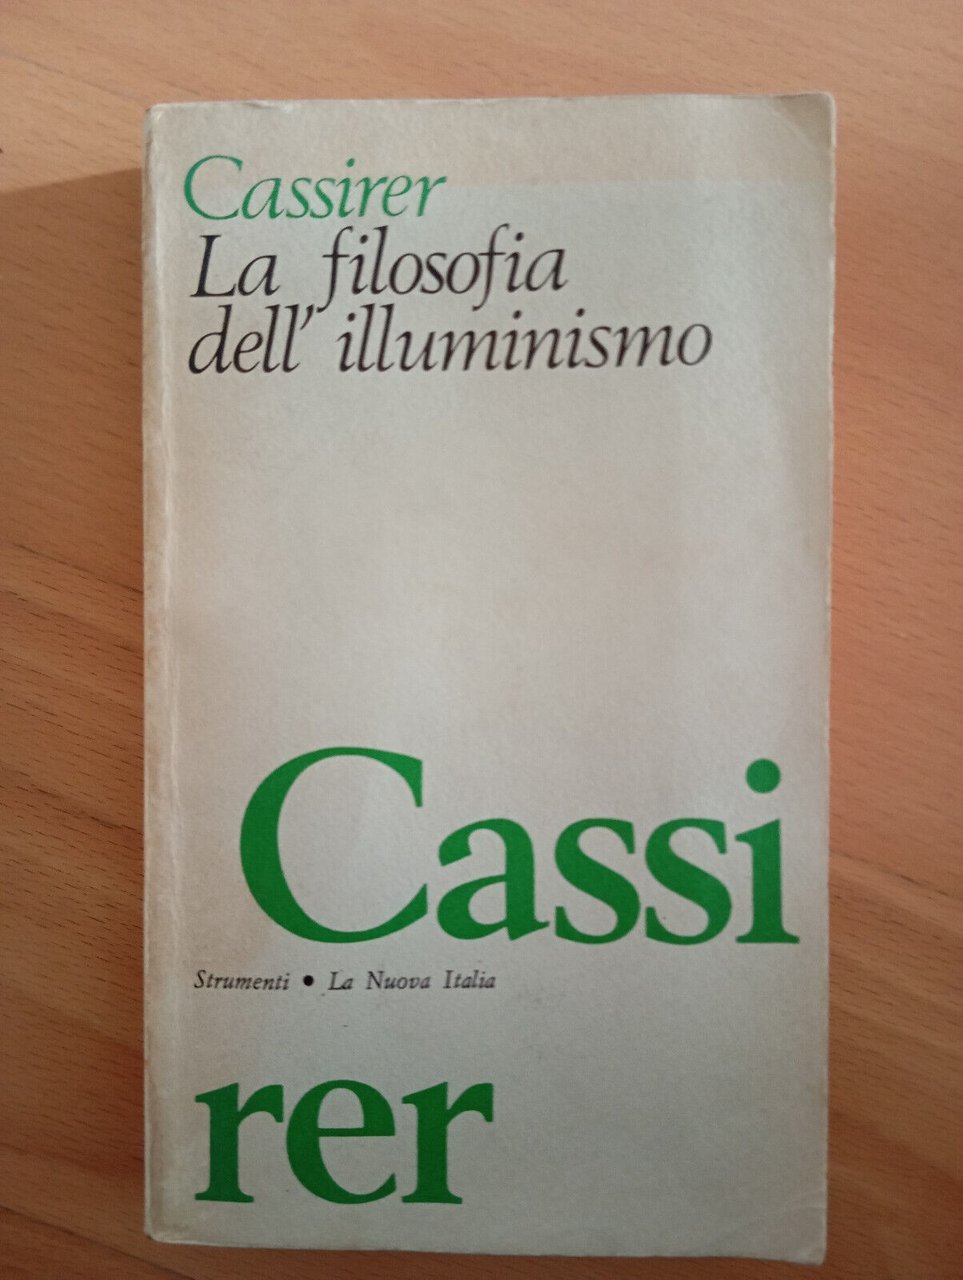 Cassirer
La filosofia
dell'illuminismo
Cassi
Strumenti • La Nuova Italia
rer